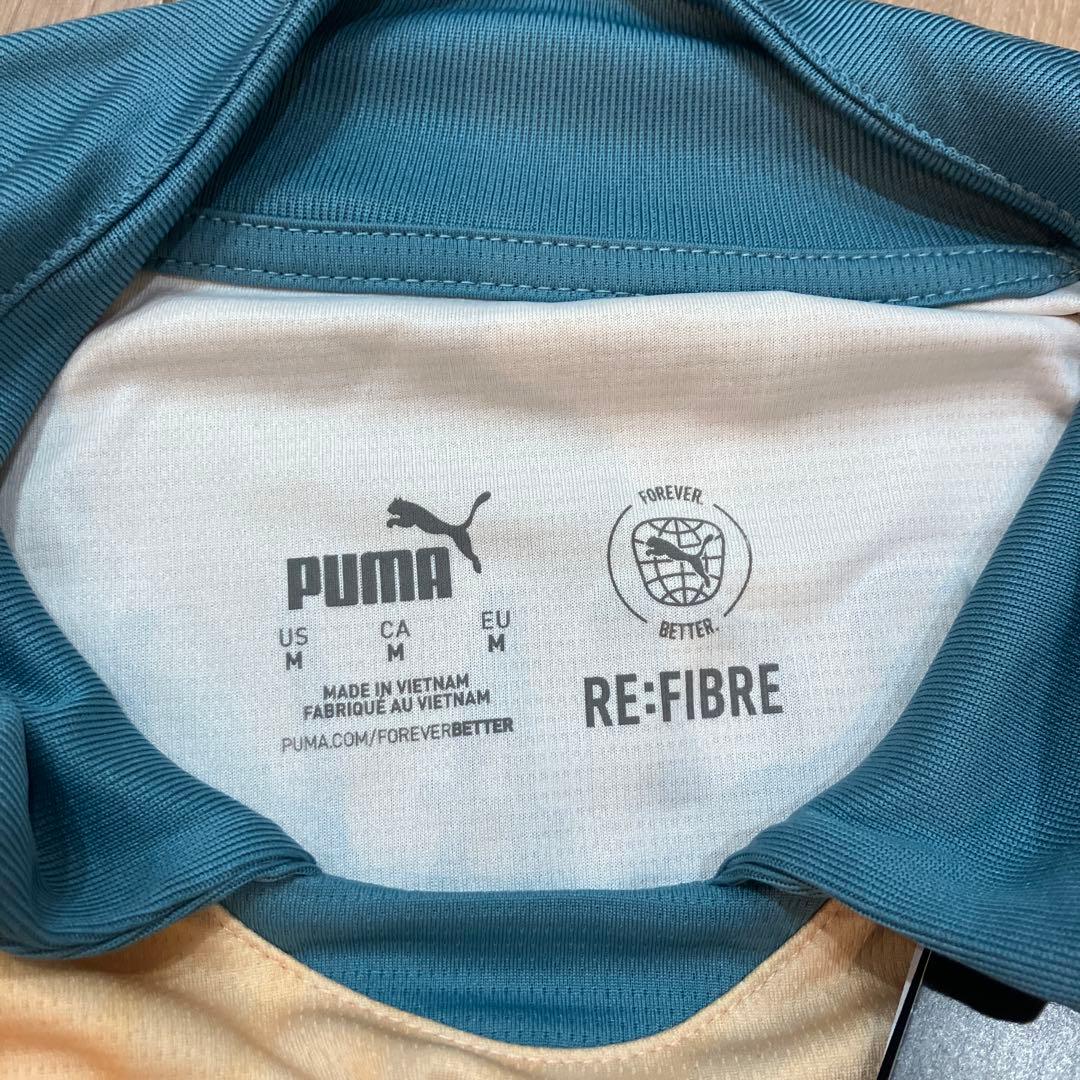 PUMA
US CA EU
M M M
MADE IN VIETNAM
FABRIQUÉ AU VIETNAM
PUMA.COM/FOREVERBETTER
FOREVER.
BETTER.
RE:FIBRE